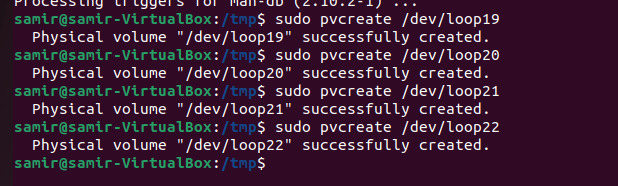 Processing triggers for man-db (2.10.2-1) ...
samir@samir-VirtualBox:/tmp$ sudo pvcreate /dev/loop19
  Physical volume "/dev/loop19" successfully created.
samir@samir-VirtualBox:/tmp$ sudo pvcreate /dev/loop20
  Physical volume "/dev/loop20" successfully created.
samir@samir-VirtualBox:/tmp$ sudo pvcreate /dev/loop21
  Physical volume "/dev/loop21" successfully created.
samir@samir-VirtualBox:/tmp$ sudo pvcreate /dev/loop22
  Physical volume "/dev/loop22" successfully created.
samir@samir-VirtualBox:/tmp$